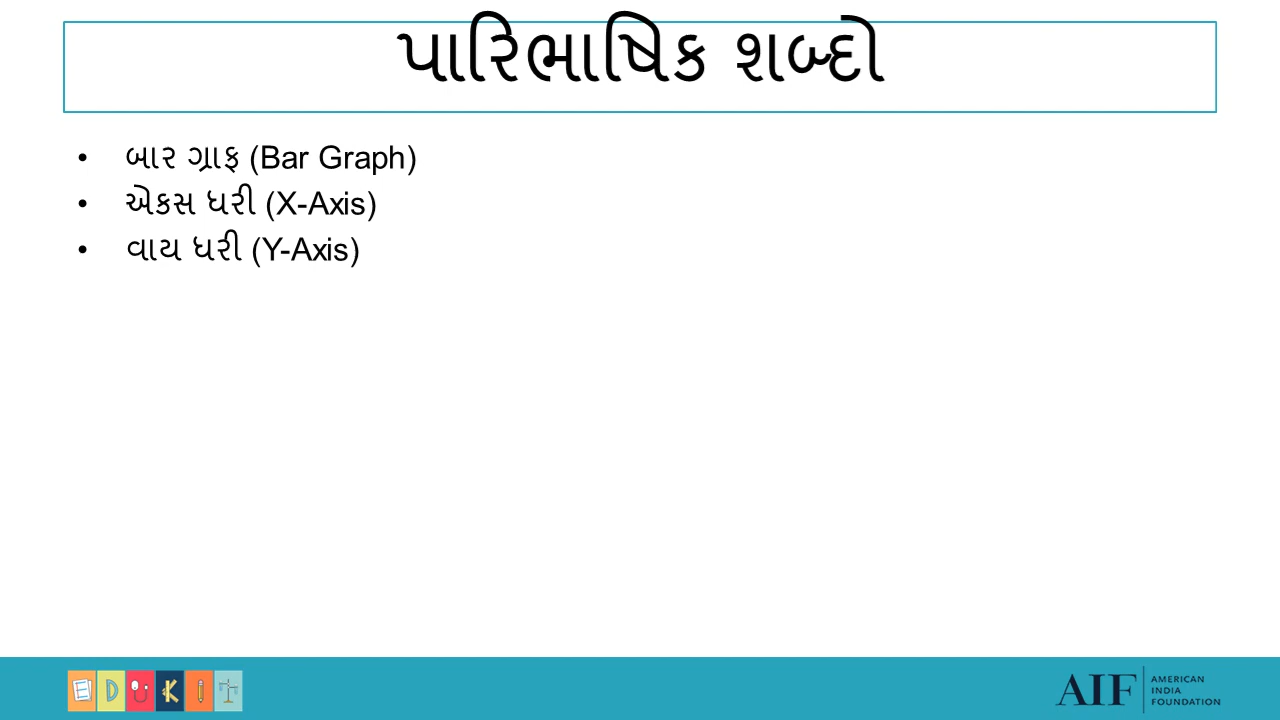 પારિભાષિક શબ્દો
• બાર ગ્રાફ (Bar Graph)
• એકસ ધરી (X-Axis)
• વાય ધરી (Y-Axis)
EDUKIT
AIF AMERICAN
INDIA
FOUNDATION